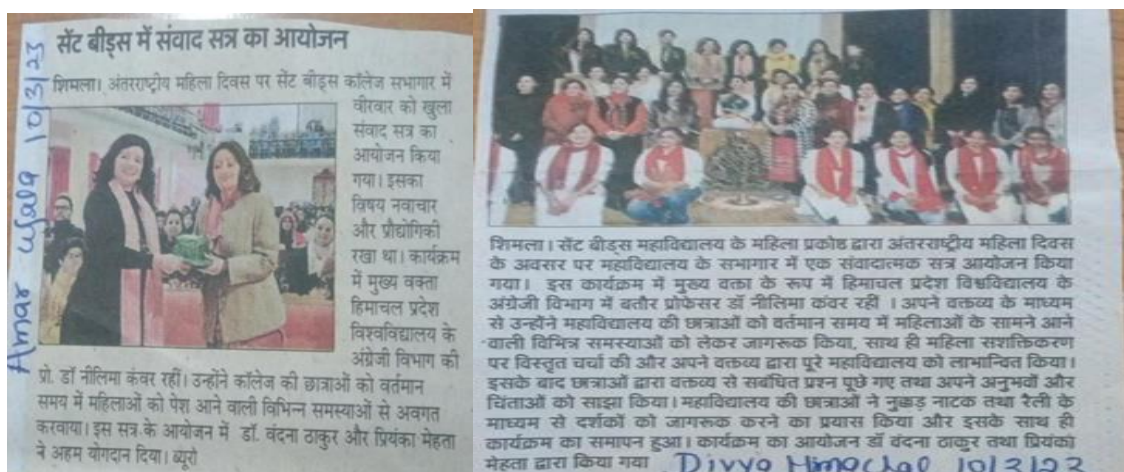 सेंट बीड्स में संवाद सत्र का आयोजन
शिमला। अंतरराष्ट्रीय महिला दिवस पर सेंट बीड्स कॉलेज सभागार में
वीरवार को खुला
संवाद सत्र का
आयोजन किया
गया। इसका
विषय नवाचार
और प्रौद्योगिकी
रखा था। कार्यक्रम
में मुख्य वक्ता
हिमाचल प्रदेश
विश्वविद्यालय के
अंग्रेजी विभाग की
प्रो. डॉ नीलिमा कंवर रहीं। उन्होंने कॉलेज की छात्राओं को वर्तमान
समय में महिलाओं को पेश आने वाली विभिन्न समस्याओं से अवगत
करवाया। इस सत्र के आयोजन में डॉ. वंदना ठाकुर और प्रियंका मेहता
ने अहम योगदान दिया। ब्यूरो
Amar Ujala 10/3/23
शिमला। सेंट बीड्स महाविद्यालय के महिला प्रकोष्ठ द्वारा अंतरराष्ट्रीय महिला दिवस
के अवसर पर महाविद्यालय के सभागार में एक संवादात्मक सत्र आयोजन किया
गया। इस कार्यक्रम में मुख्य वक्ता के रूप में हिमाचल प्रदेश विश्वविद्यालय के
अंग्रेजी विभाग में बतौर प्रोफेसर डॉ नीलिमा कंवर रहीं । अपने वक्तव्य के माध्यम
से उन्होंने महाविद्यालय की छात्राओं को वर्तमान समय में महिलाओं के सामने आने
वाली विभिन्न समस्याओं को लेकर जागरूक किया, साथ ही महिला सशक्तिकरण
पर विस्तृत चर्चा की और अपने वक्तव्य द्वारा पूरे महाविद्यालय को लाभान्वित किया।
इसके बाद छात्राओं द्वारा वक्तव्य से सबंधित प्रश्न पूछे गए तथा अपने अनुभवों और
चिंताओं को साझा किया। महाविद्यालय की छात्राओं ने नुक्कड़ नाटक तथा रैली के
माध्यम से दर्शकों को जागरूक करने का प्रयास किया और इसके साथ ही
कार्यक्रम का समापन हुआ। कार्यक्रम का आयोजन डॉ वंदना ठाकुर तथा प्रियंका
मेहता द्वारा किया गया Divya Himachal